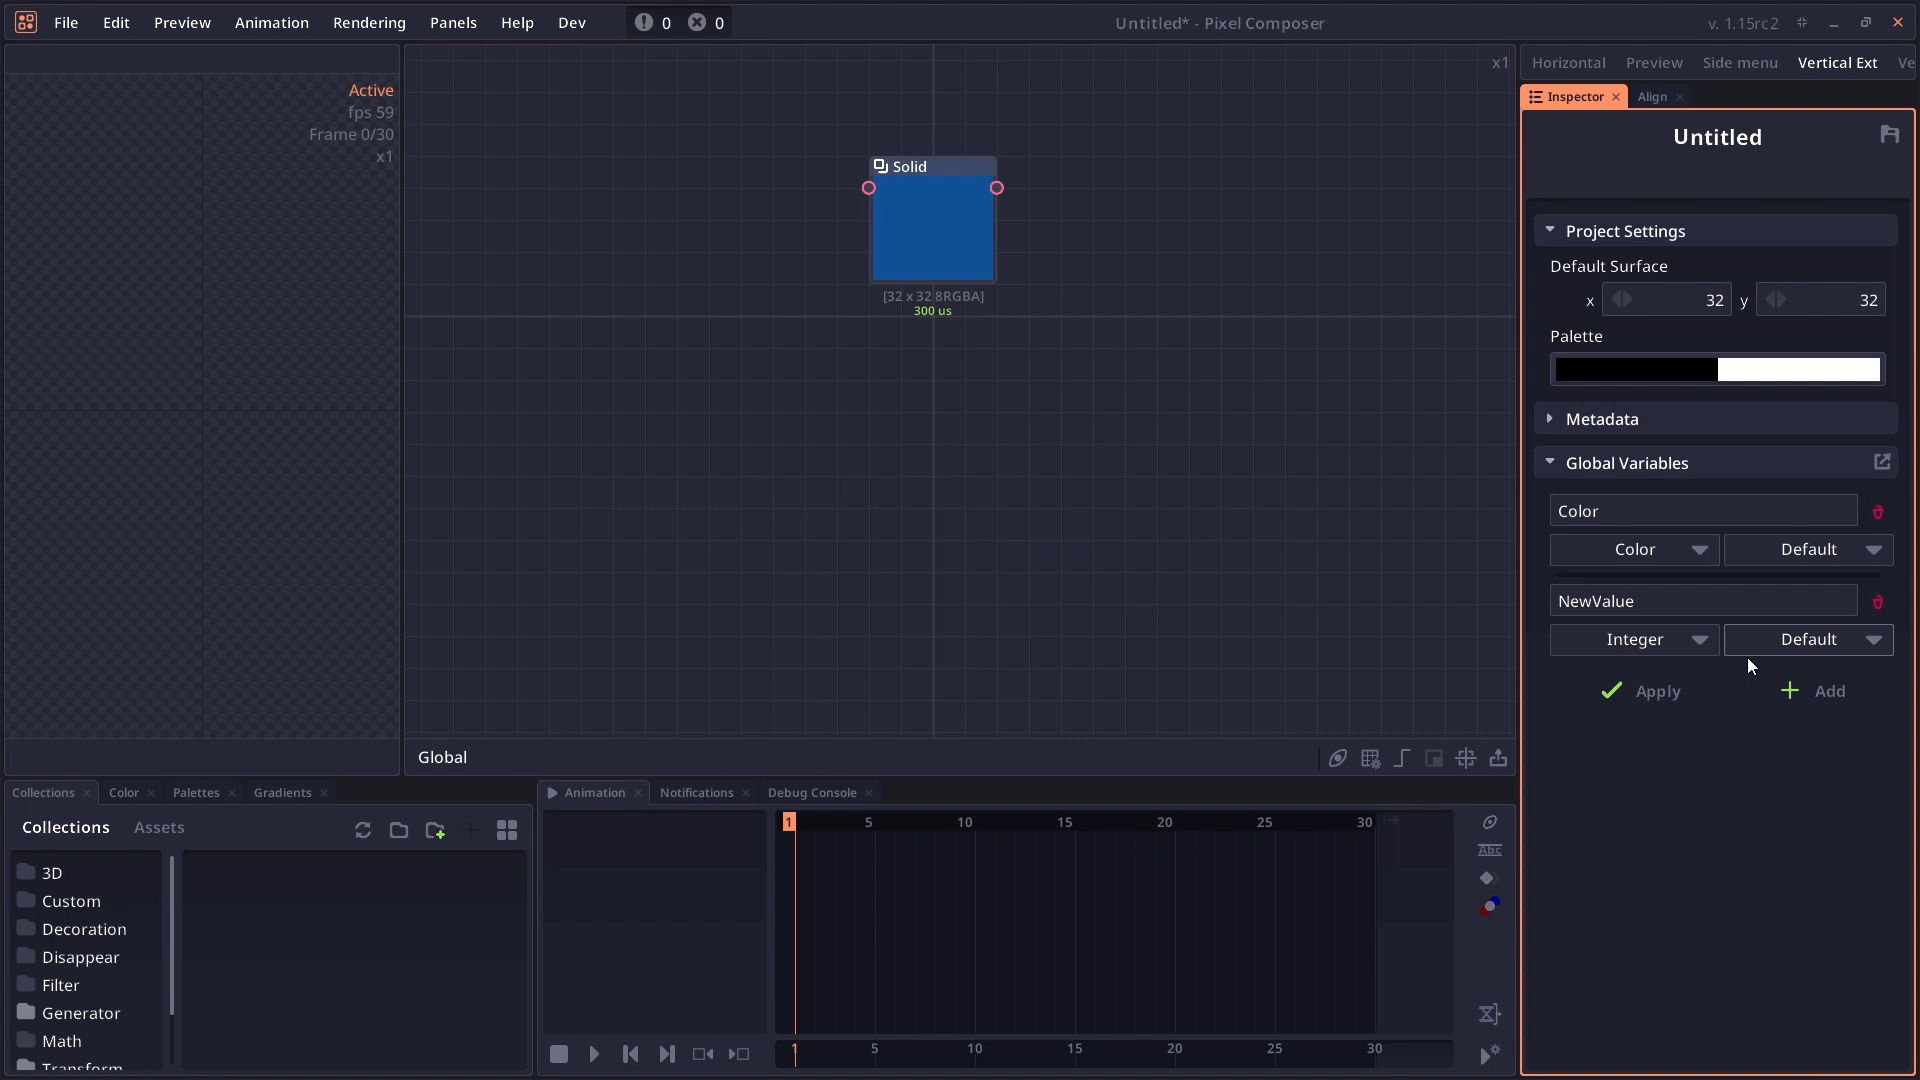 File Edit Preview Animation Rendering Panels Help Dev 0 0 Untitled* - Pixel Composer v. 1.15rc2
Active
fps 59
Frame 0/30
x1
x1
Solid
[32 x 32 8RGBA]
300 us
Global
Horizontal Preview Side menu Vertical Ext Ve
Inspector Align
Untitled
Project Settings
Default Surface
x 32 y 32
Palette
Metadata
Global Variables
Color
Color Default
NewValue
Integer Default
Apply Add
Collections Color Palettes Gradients
Collections Assets
3D
Custom
Decoration
Disappear
Filter
Generator
Math
Transform
Animation Notifications Debug Console
1 5 10 15 20 25 30
Abc
1 5 10 15 20 25 30